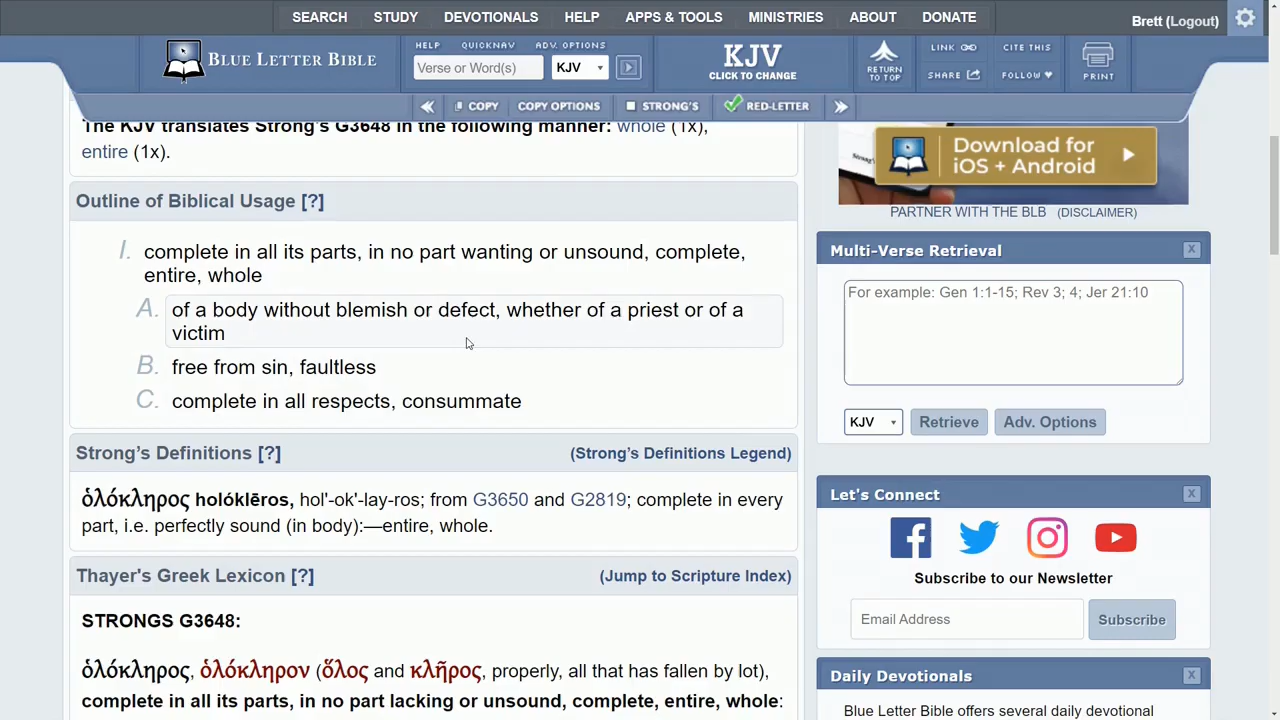 SEARCH STUDY DEVOTIONALS HELP APPS & TOOLS MINISTRIES ABOUT DONATE Brett (Logout)
BLUE LETTER BIBLE
HELP QUICKNAV ADV. OPTIONS
Verse or Word(s) KJV
KJV
CLICK TO CHANGE
RETURN
TO TOP
LINK CITE THIS
SHARE FOLLOW
PRINT
COPY COPY OPTIONS STRONG'S RED-LETTER
The KJV translates Strong's G3648 in the following manner: whole (1x),
entire (1x).
Outline of Biblical Usage [?]
I. complete in all its parts, in no part wanting or unsound, complete,
entire, whole
A. of a body without blemish or defect, whether of a priest or of a
victim
B. free from sin, faultless
C. complete in all respects, consummate
Strong’s Definitions [?] (Strong’s Definitions Legend)
ὁλόκληρος holóklēros, hol'-ok'-lay-ros; from G3650 and G2819; complete in every
part, i.e. perfectly sound (in body):—entire, whole.
Thayer's Greek Lexicon [?] (Jump to Scripture Index)
STRONGS G3648:
ὁλόκληρος, ὁλόκληρον (ὅλος and κλῆρος, properly, all that has fallen by lot),
complete in all its parts, in no part lacking or unsound, complete, entire, whole:
Download for
iOS + Android
PARTNER WITH THE BLB (DISCLAIMER)
Multi-Verse Retrieval X
For example: Gen 1:1-15; Rev 3; 4; Jer 21:10
KJV Retrieve Adv. Options
Let's Connect X
Subscribe to our Newsletter
Email Address Subscribe
Daily Devotionals X
Blue Letter Bible offers several daily devotional